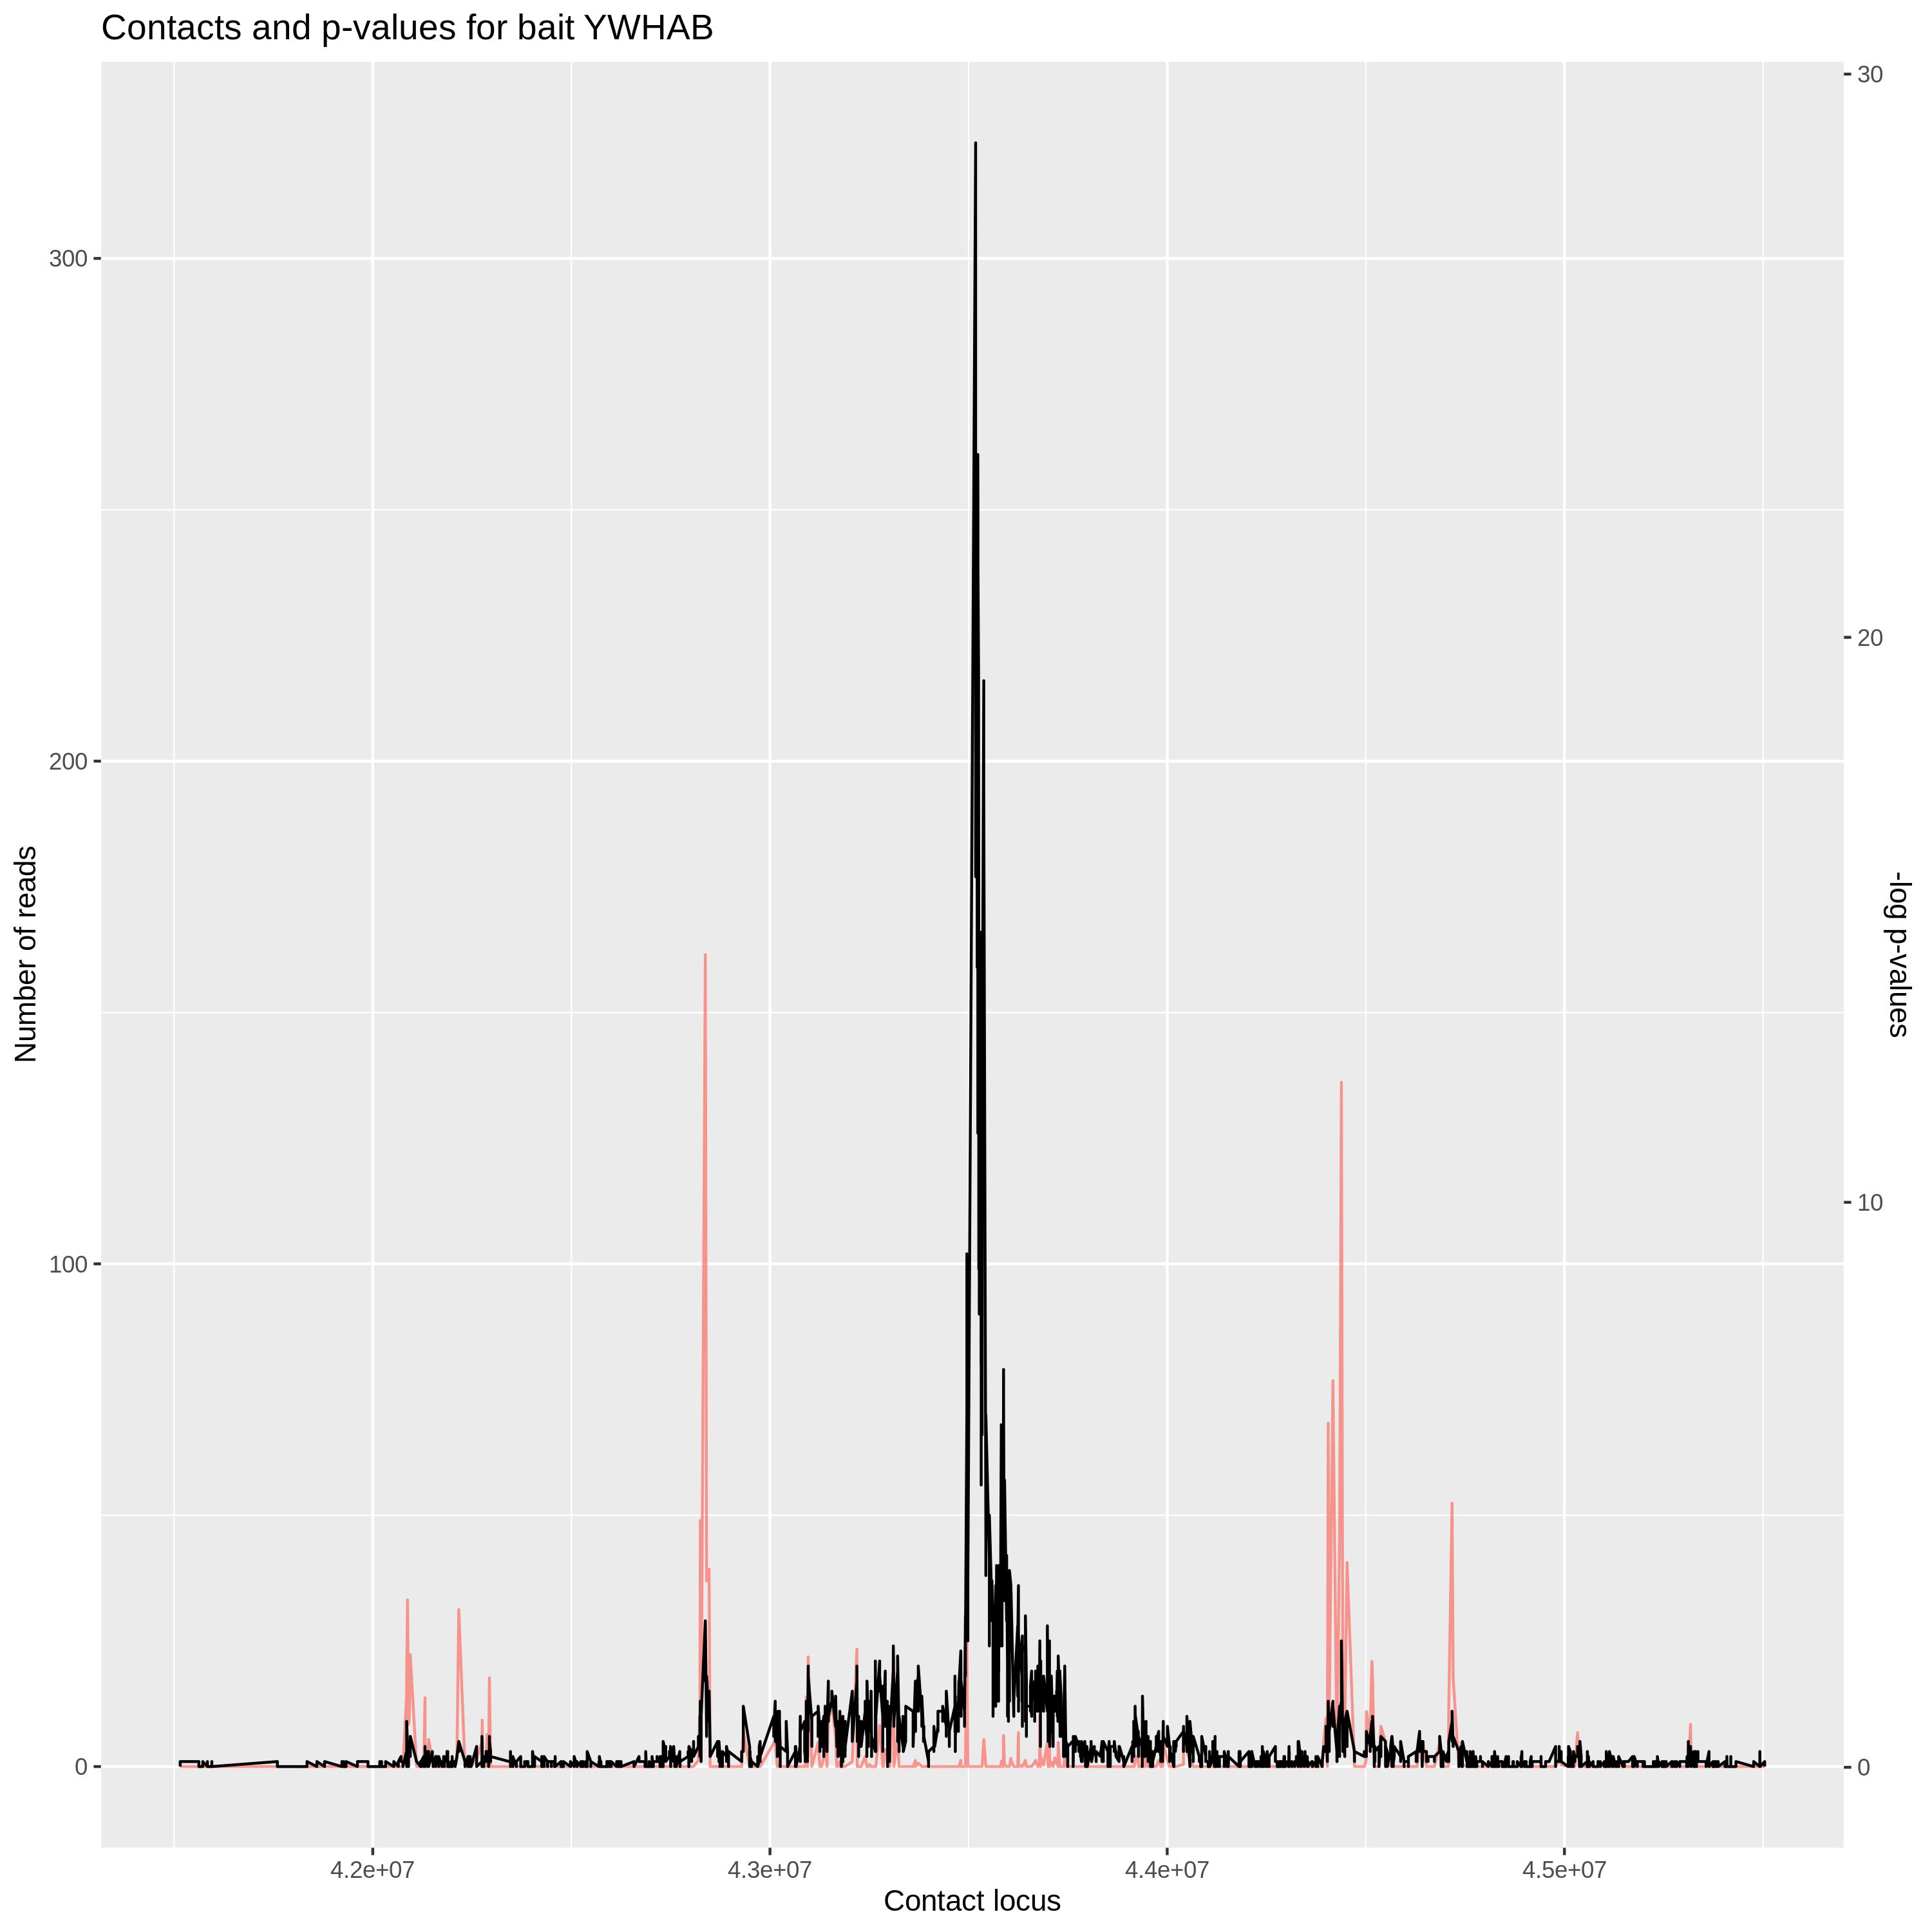 Contacts and p-values for bait YWHAB
30
300
20
200
Number of reads
-log p-values
10
100
0
0
4.2e+07
4.3e+07
4.4e+07
4.5e+07
Contact locus